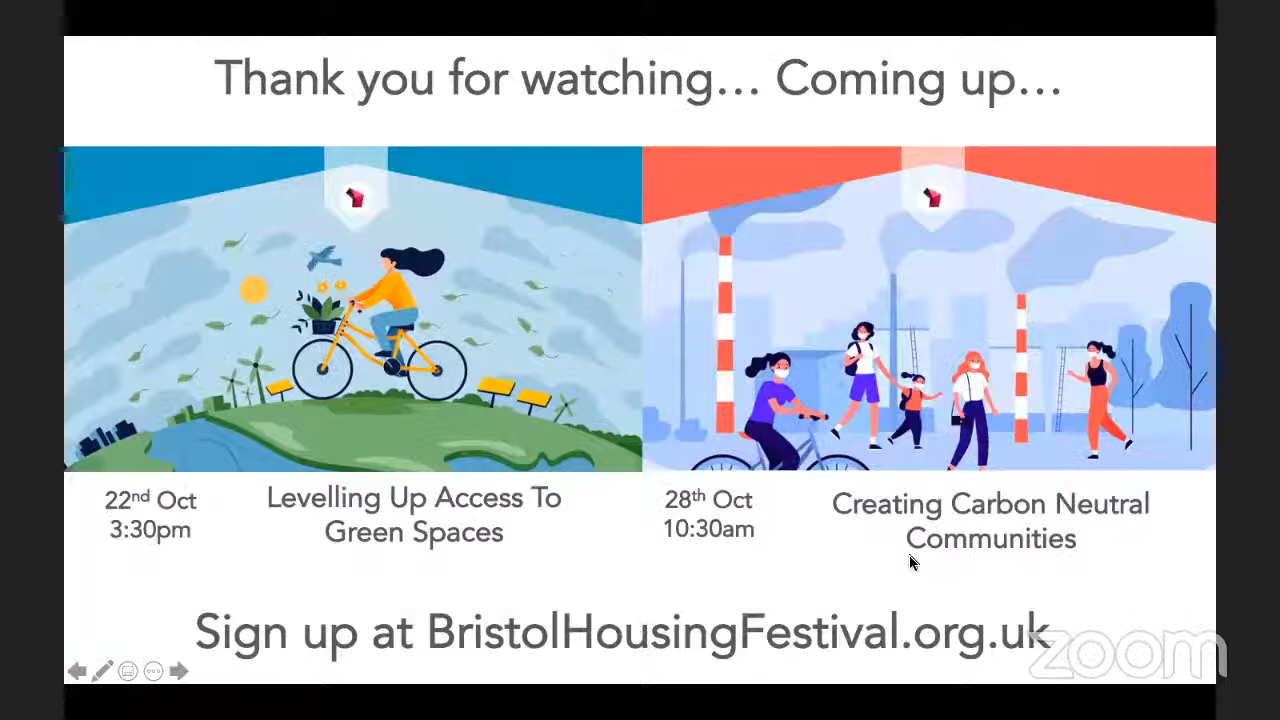 Thank you for watching... Coming up...
22nd Oct
3:30pm
Levelling Up Access To
Green Spaces
28th Oct
10:30am
Creating Carbon Neutral
Communities
Sign up at BristolHousingFestival.org.uk
zoom